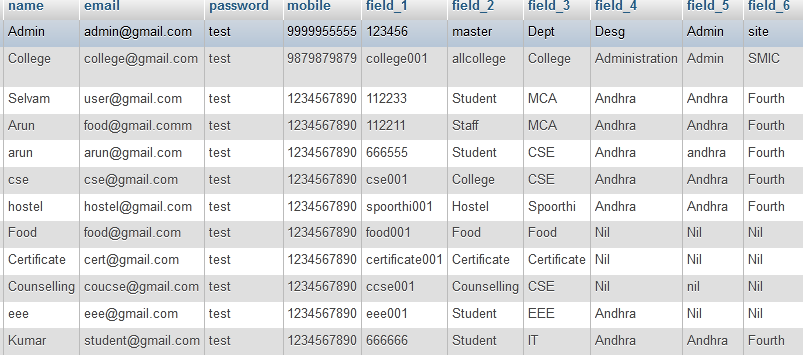 name email password mobile field_1 field_2 field_3 field_4 field_5 field_6
Admin admin@gmail.com test 9999955555 123456 master Dept Desg Admin site
College college@gmail.com test 9879879879 college001 allcollege College Administration Admin SMIC
Selvam user@gmail.com test 1234567890 112233 Student MCA Andhra Andhra Fourth
Arun food@gmail.comm test 1234567890 112211 Staff MCA Andhra Andhra Fourth
arun arun@gmail.com test 1234567890 666555 Student CSE Andhra andhra Fourth
cse cse@gmail.com test 1234567890 cse001 College CSE Andhra Andhra Fourth
hostel hostel@gmail.com test 1234567890 spoorthi001 Hostel Spoorthi Andhra Andhra Fourth
Food food@gmail.com test 1234567890 food001 Food Food Nil Nil Nil
Certificate cert@gmail.com test 1234567890 certificate001 Certificate Certificate Nil Nil Nil
Counselling coucse@gmail.com test 1234567890 ccse001 Counselling CSE Nil nil Nil
eee eee@gmail.com test 1234567890 eee001 Student EEE Andhra Nil Nil
Kumar student@gmail.com test 1234567890 666666 Student IT Andhra Andhra Fourth